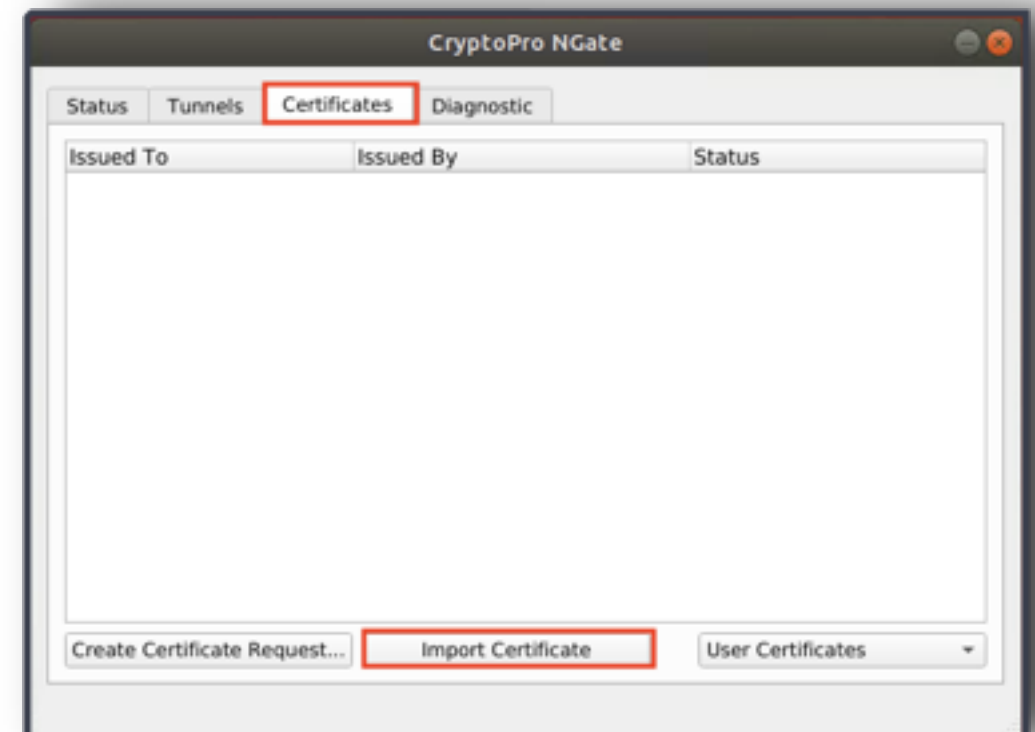 CryptoPro NGate
Status Tunnels Certificates Diagnostic
Issued To Issued By Status
Create Certificate Request... Import Certificate User Certificates